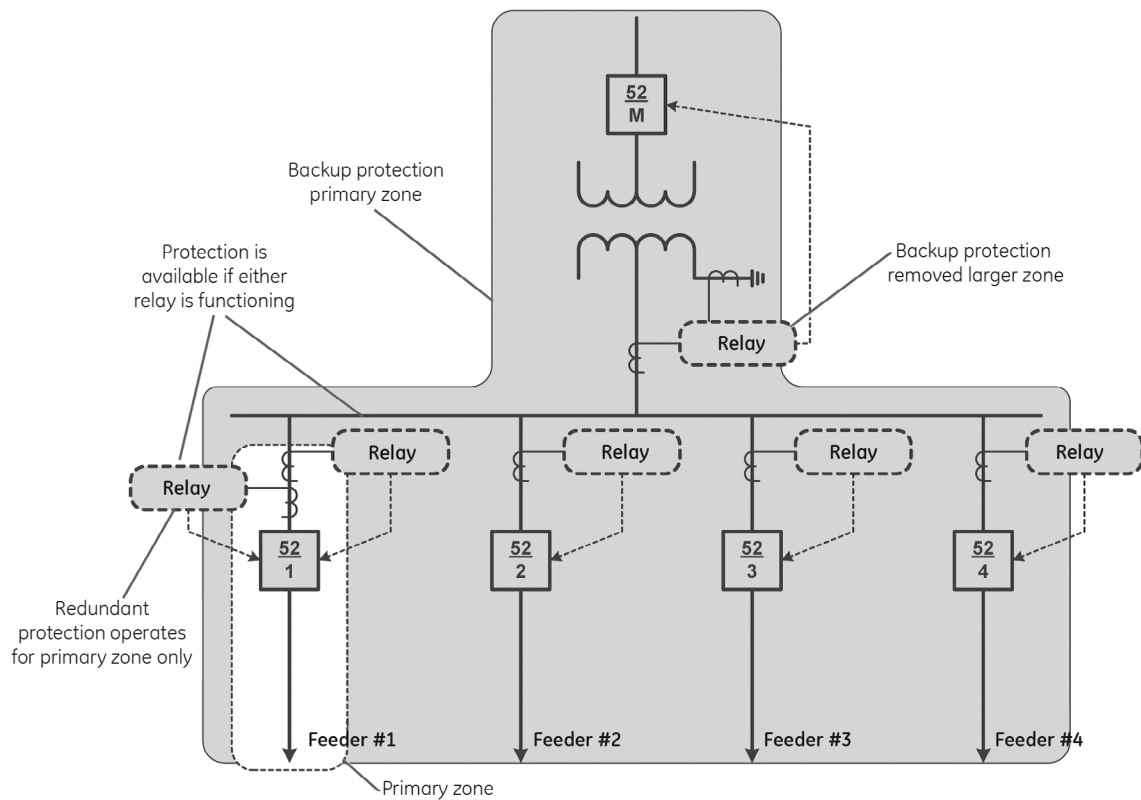 52
M
Backup protection
primary zone
Protection is
available if either
relay is functioning
Backup protection
removed larger zone
Relay
Relay
Relay
Relay
Relay
Relay
52
1
52
2
52
3
52
4
Redundant
protection operates
for primary zone only
Feeder #1
Feeder #2
Feeder #3
Feeder #4
Primary zone